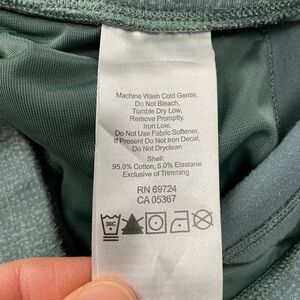 Machine Wash Cold Gentle,
Do Not Bleach,
Tumble Dry Low,
Remove Promptly,
Iron Low,
Do Not Use Fabric Softener,
If Present Do Not Iron Decal,
Do Not Dryclean
Shell:
95.0% Cotton, 5.0% Elastane
Exclusive of Trimming
RN 69724
CA 05367
30C